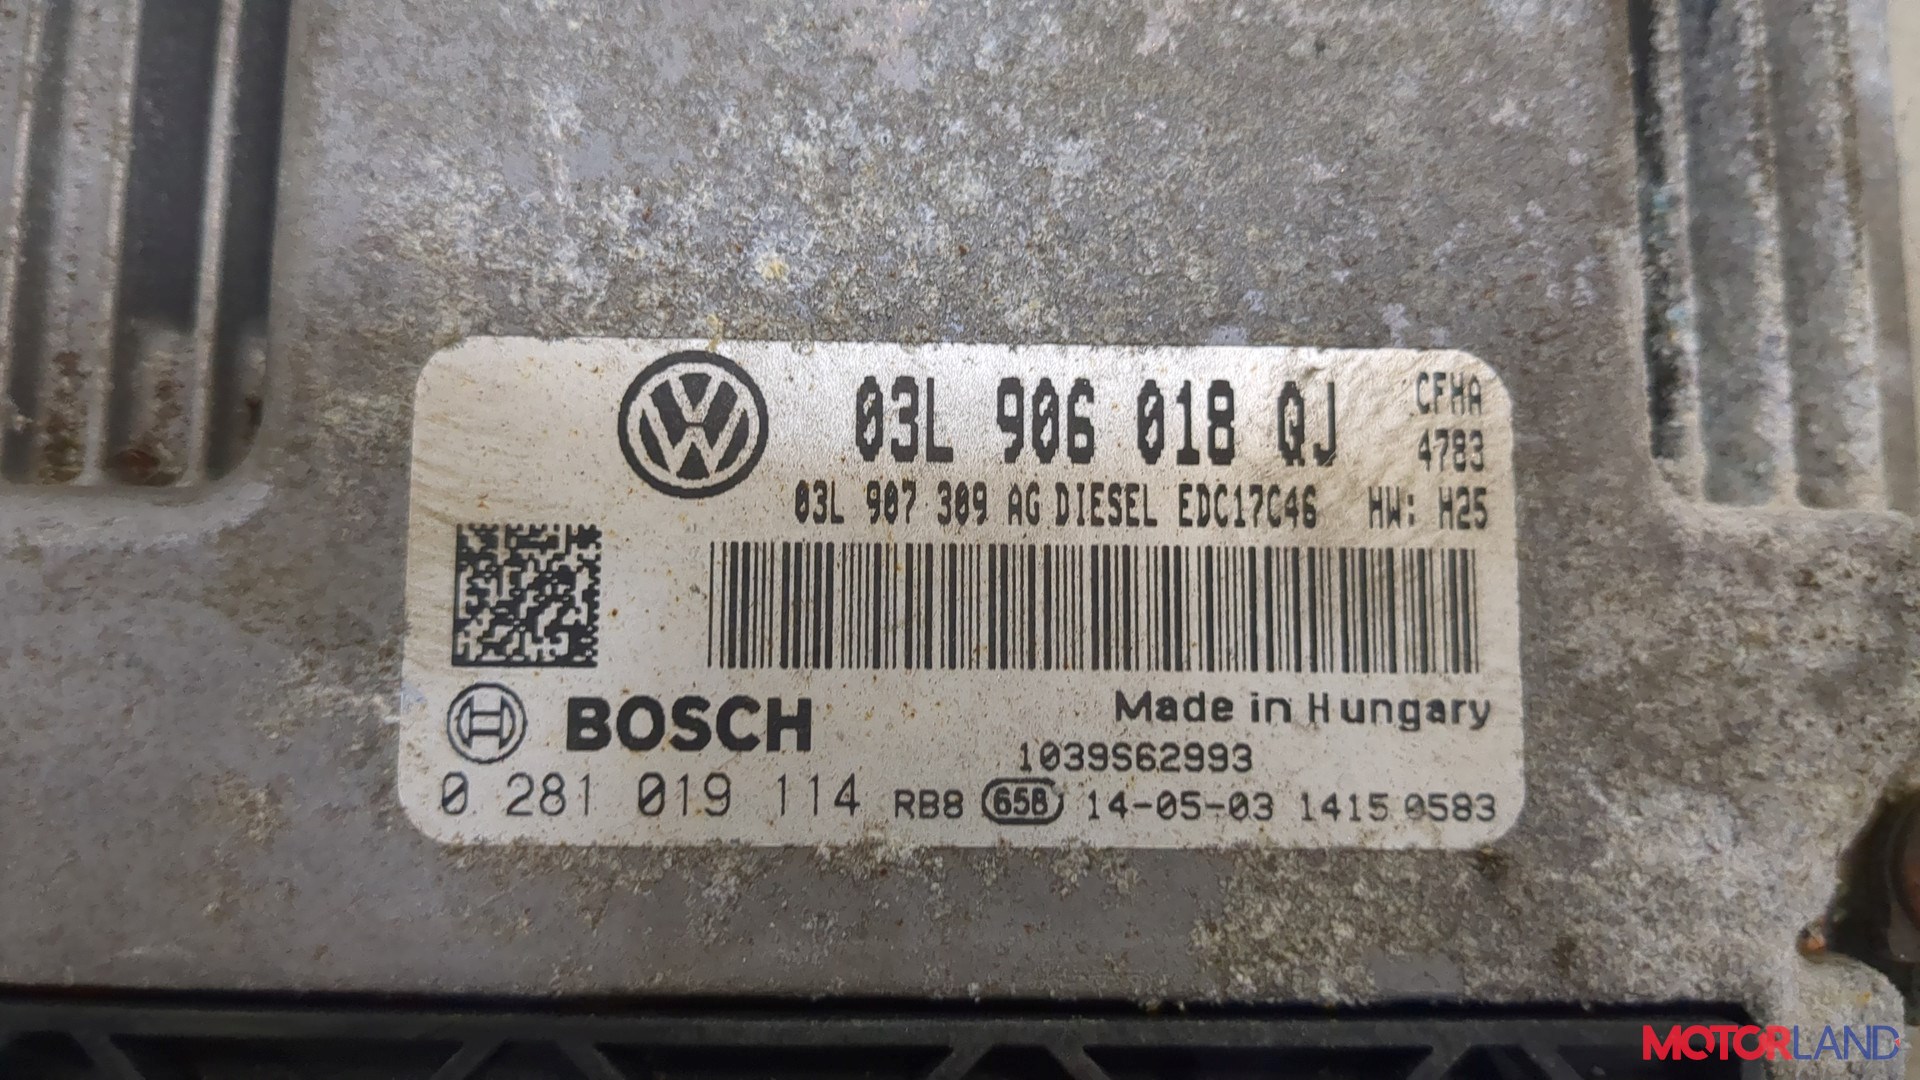 03L 906 018 QJ
CFHA
4783
03L 907 309 AG DIESEL EDC17C46 HW: H25
BOSCH
Made in Hungary
1039S62993
0 281 019 114 RB8 65B 14-05-03 1415 0583
MOTORLAND